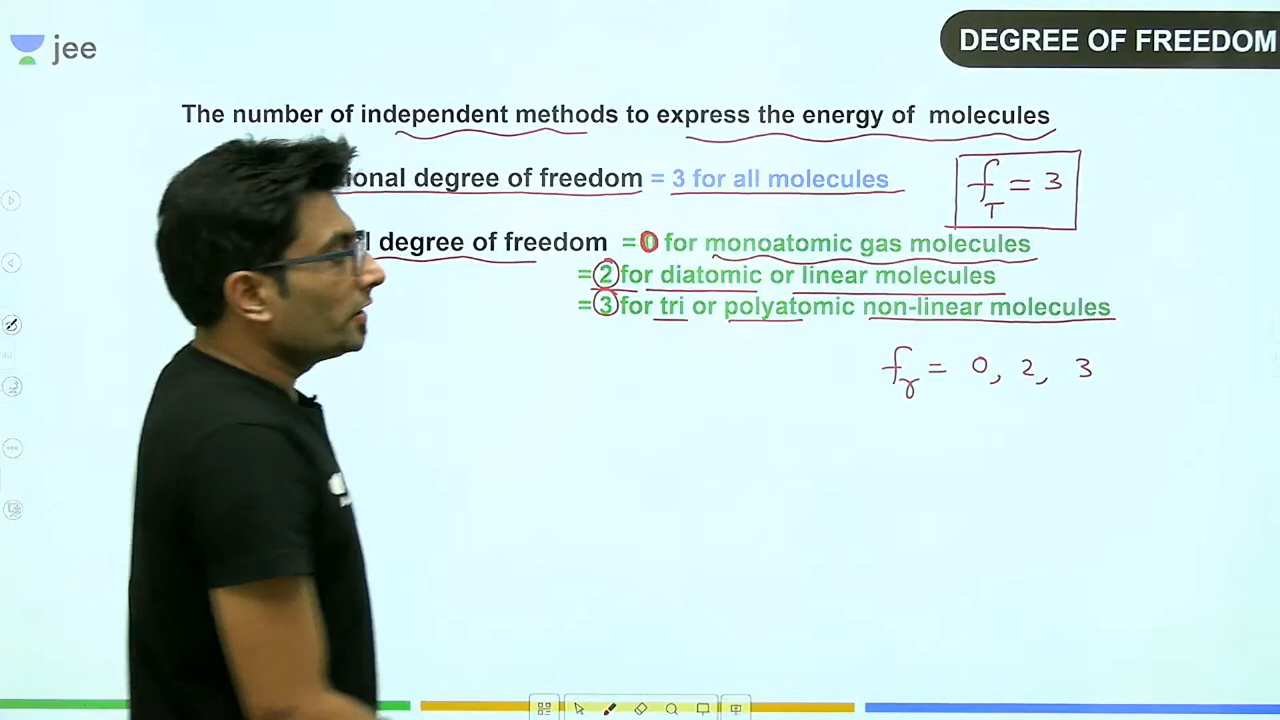 jee
DEGREE OF FREEDOM
The number of independent methods to express the energy of molecules
ional degree of freedom = 3 for all molecules
f_T = 3
l degree of freedom = 0 for monoatomic gas molecules
= 2 for diatomic or linear molecules
= 3 for tri or polyatomic non-linear molecules
f_r = 0, 2, 3